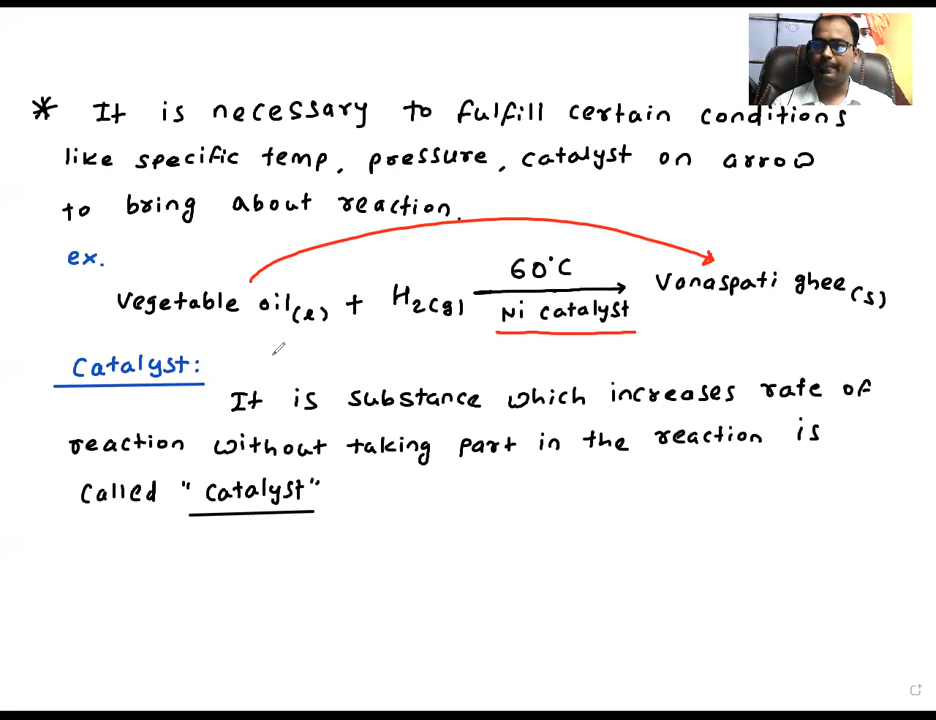 * It is necessary to fulfill certain conditions
like specific temp, pressure, catalyst on arrow
to bring about reaction.
ex.
Vegetable oil(l) + H2(g) 60°C Ni catalyst Vanaspati ghee(s)
Catalyst:
It is substance which increases rate of
reaction without taking part in the reaction is
called "catalyst"